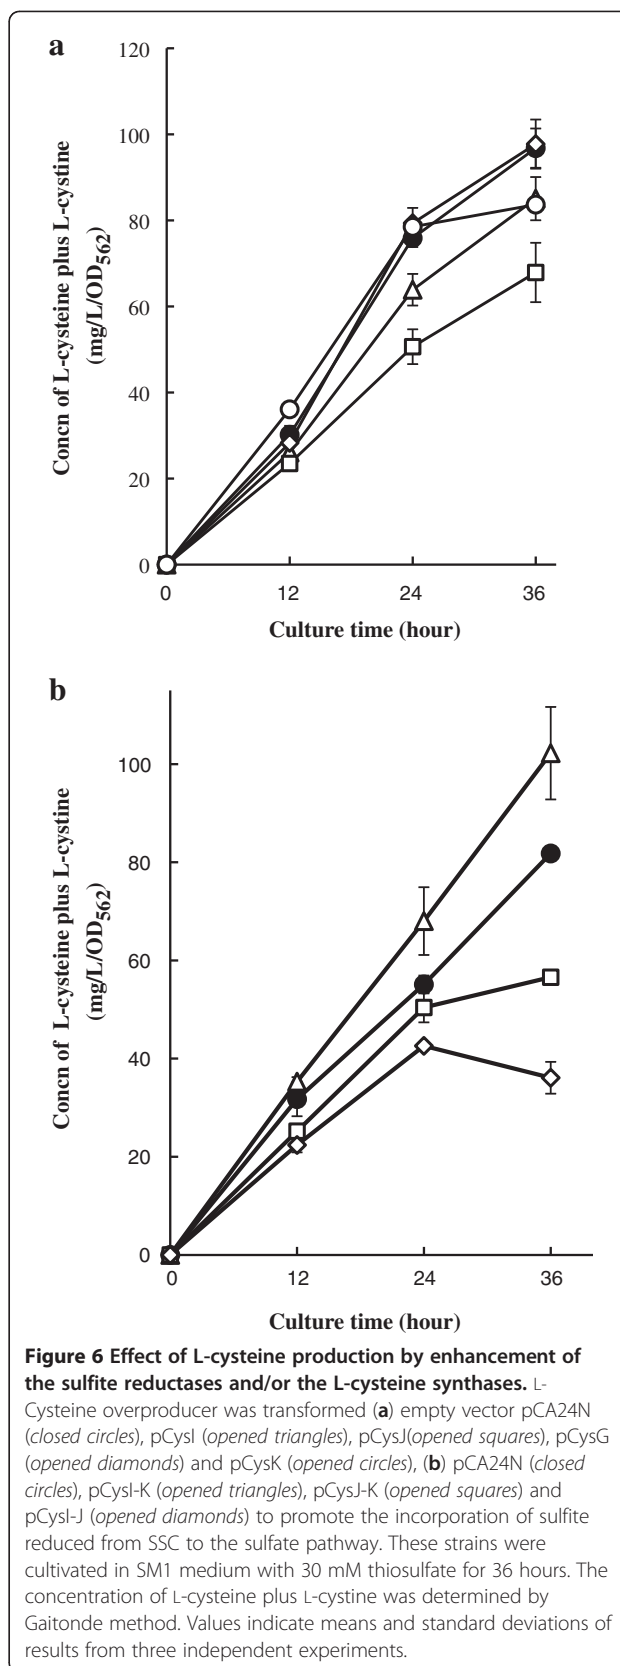 a
120
100
80
60
40
20
0
Concn of L-cysteine plus L-cystine
(mg/L/OD562)
0 12 24 36
Culture time (hour)
b
100
80
60
40
20
0
Concn of L-cysteine plus L-cystine
(mg/L/OD562)
0 12 24 36
Culture time (hour)
Figure 6 Effect of L-cysteine production by enhancement of
the sulfite reductases and/or the L-cysteine synthases. L-
Cysteine overproducer was transformed (a) empty vector pCA24N
(closed circles), pCysI (opened triangles), pCysJ(opened squares), pCysG
(opened diamonds) and pCysK (opened circles), (b) pCA24N (closed
circles), pCysI-K (opened triangles), pCysJ-K (opened squares) and
pCysI-J (opened diamonds) to promote the incorporation of sulfite
reduced from SSC to the sulfate pathway. These strains were
cultivated in SM1 medium with 30 mM thiosulfate for 36 hours. The
concentration of L-cysteine plus L-cystine was determined by
Gaitonde method. Values indicate means and standard deviations of
results from three independent experiments.